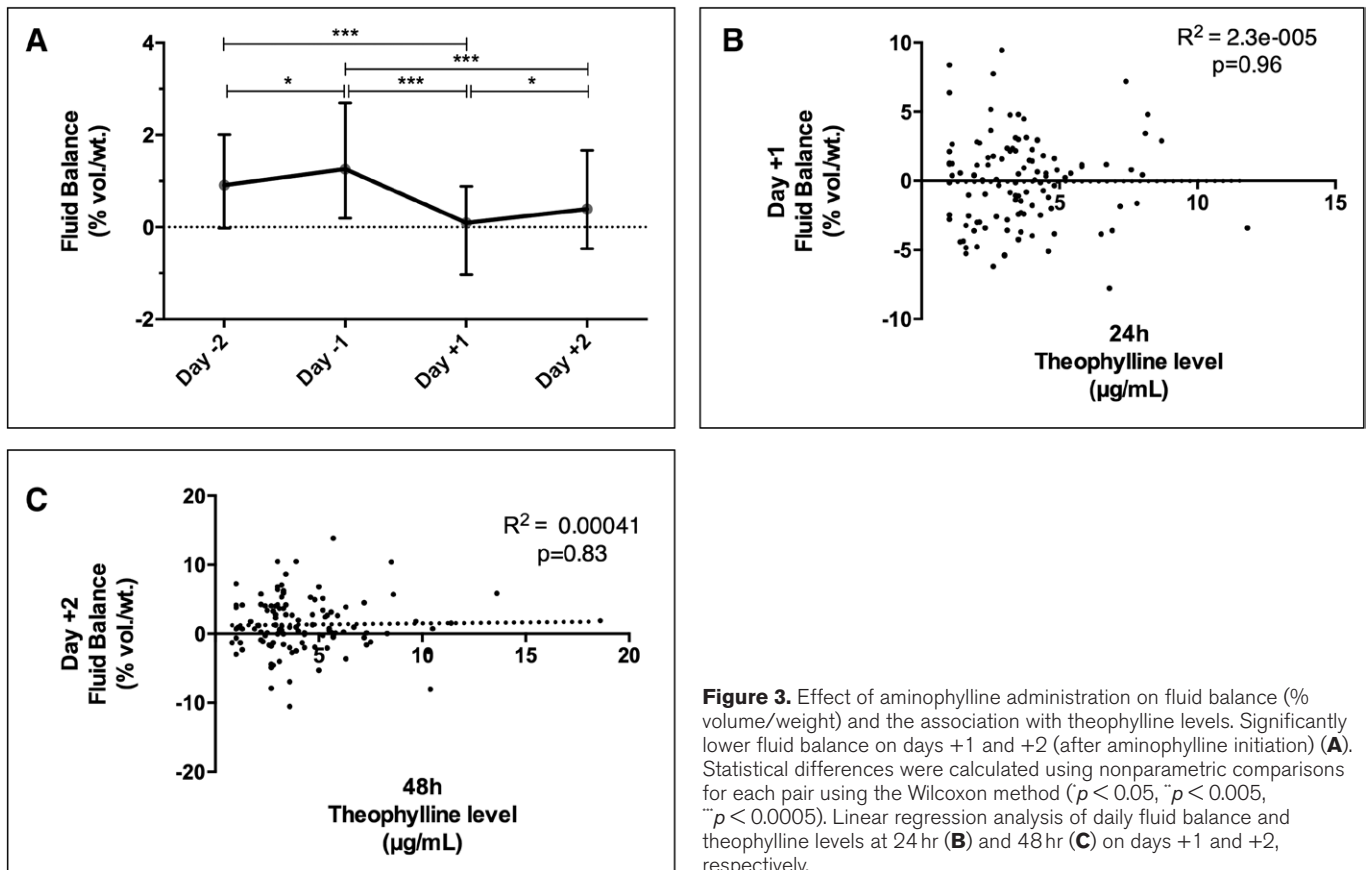 A
4
2
0
-2
Fluid Balance
(% vol./wt.)
***
***
* *** *
Day -2 Day -1 Day +1 Day +2
B
R2 = 2.3e-005
p=0.96
10
5
0
-5
-10
5 10 15
Day +1
Fluid Balance
(% vol./wt.)
24h
Theophylline level
(µg/mL)
C
R2 = 0.00041
p=0.83
20
10
0
-10
-20
5 10 15 20
Day +2
Fluid Balance
(% vol./wt.)
48h
Theophylline level
(µg/mL)
Figure 3. Effect of aminophylline administration on fluid balance (%
volume/weight) and the association with theophylline levels. Significantly
lower fluid balance on days +1 and +2 (after aminophylline initiation) (A).
Statistical differences were calculated using nonparametric comparisons
for each pair using the Wilcoxon method (*p < 0.05, **p < 0.005,
***p < 0.0005). Linear regression analysis of daily fluid balance and
theophylline levels at 24 hr (B) and 48 hr (C) on days +1 and +2,
respectively.